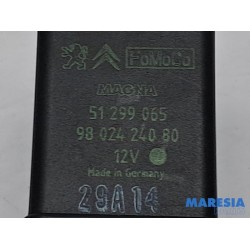 FoMoCo
MAGNA
51 299 065
98 024 240 80
12V
Made in Germany
29A14
MARESIA